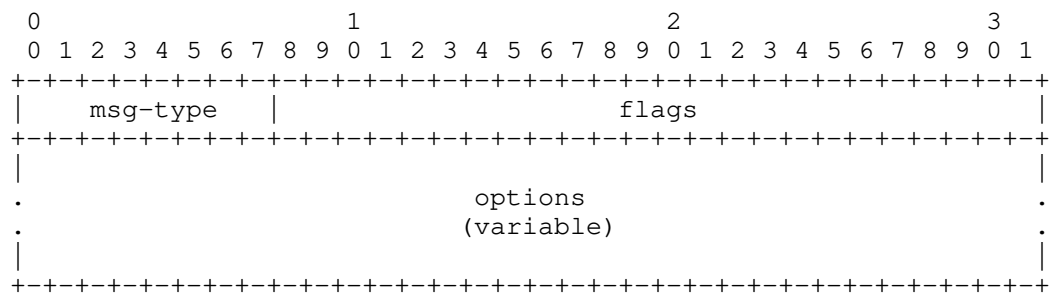 0                   1                   2                   3
0 1 2 3 4 5 6 7 8 9 0 1 2 3 4 5 6 7 8 9 0 1 2 3 4 5 6 7 8 9 0 1
+-+-+-+-+-+-+-+-+-+-+-+-+-+-+-+-+-+-+-+-+-+-+-+-+-+-+-+-+-+-+-+-+
|    msg-type   |                     flags                     |
+-+-+-+-+-+-+-+-+-+-+-+-+-+-+-+-+-+-+-+-+-+-+-+-+-+-+-+-+-+-+-+-+
|                                                               |
.                            options                            .
.                           (variable)                          .
|                                                               |
+-+-+-+-+-+-+-+-+-+-+-+-+-+-+-+-+-+-+-+-+-+-+-+-+-+-+-+-+-+-+-+-+